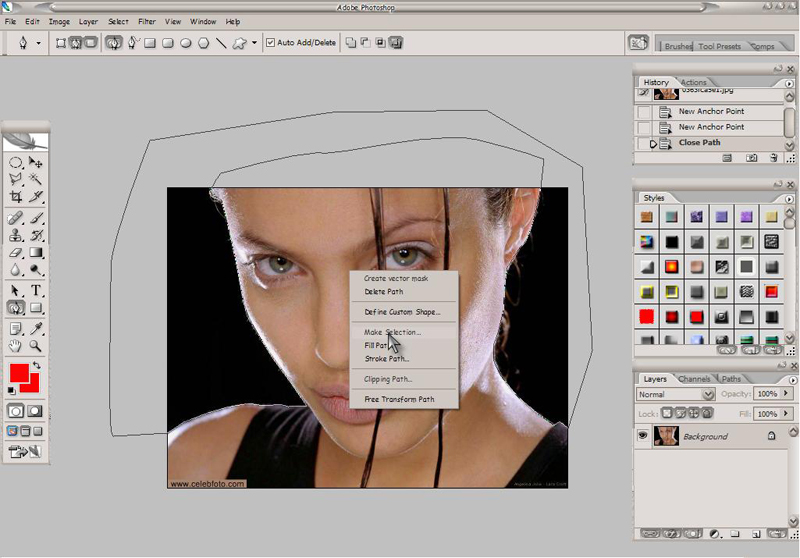 Adobe Photoshop
File Edit Image Layer Select Filter View Window Help
Auto Add/Delete
Brushes Tool Presets Comps
History Actions
New Anchor Point
New Anchor Point
Close Path
Styles
Create vector mask
Delete Path
Define Custom Shape...
Make Selection...
Fill Pat
Stroke Path...
Clipping Path...
Free Transform Path
T
Layers Channels Paths
Normal Opacity: 100%
Lock: Fill: 100%
Background
www.celebfoto.com